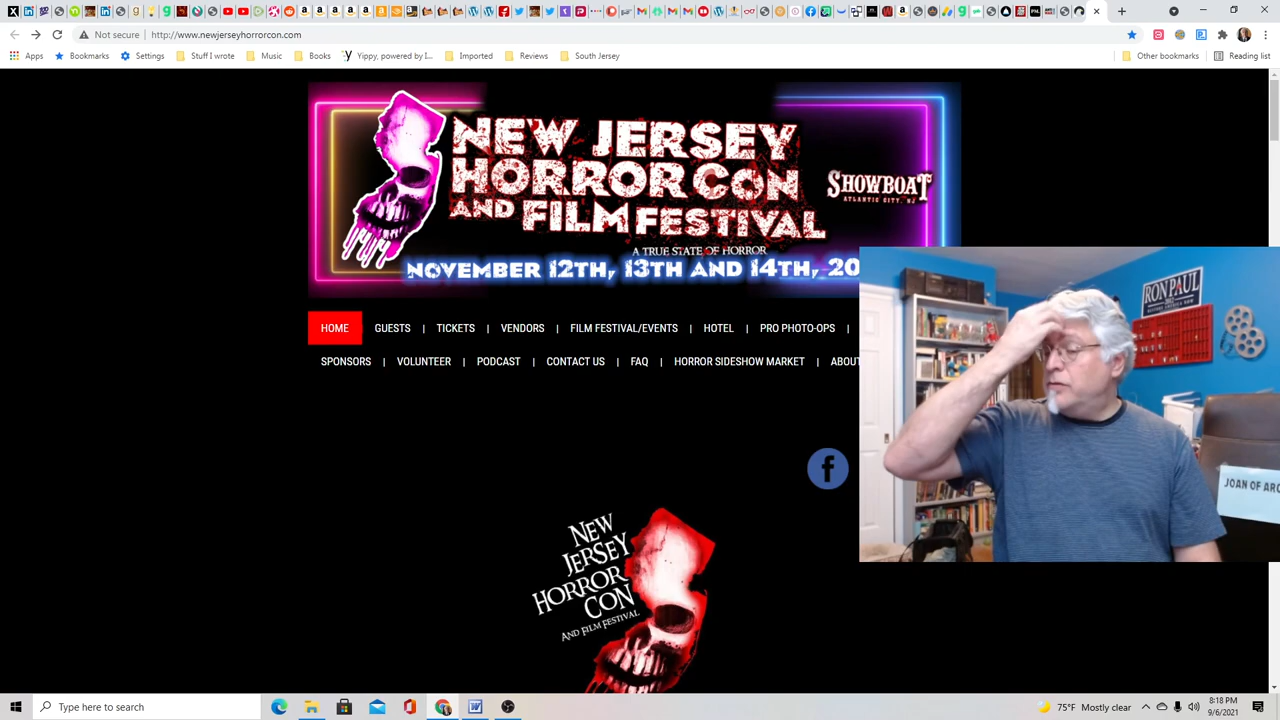 Not secure | http://www.newjerseyhorrorcon.com
Apps Bookmarks Settings Stuff I wrote Music Books Yippy, powered by I... Imported Reviews South Jersey Other bookmarks Reading list
NEW JERSEY
HORROR CON
AND FILM FESTIVAL
SHOWBOAT
ATLANTIC CITY, NJ
A TRUE STATE OF HORROR
NOVEMBER 12TH, 13TH AND 14TH, 20
HOME GUESTS | TICKETS | VENDORS | FILM FESTIVAL/EVENTS | HOTEL | PRO PHOTO-OPS |
SPONSORS | VOLUNTEER | PODCAST | CONTACT US | FAQ | HORROR SIDESHOW MARKET | ABOU
RON PAUL
JOAN OF ARC
f
NEW
JERSEY
HORROR
CON
AND FILM FESTIVAL
Type here to search
75°F Mostly clear
8:18 PM
9/6/2021